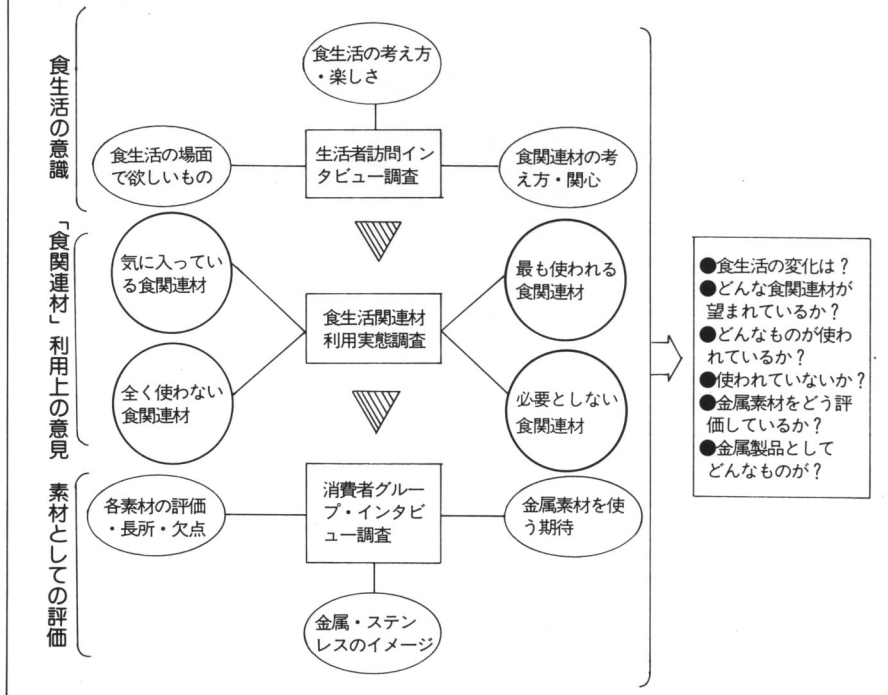 食生活の意識
食生活の考え方
・楽しさ
食生活の場面
で欲しいもの
生活者訪問イン
タビュー調査
食関連材の考
え方・関心
「食関連材」利用上の意見
気に入ってい
る食関連材
最も使われる
食関連材
食生活関連材
利用実態調査
全く使わない
食関連材
必要としない
食関連材
素材としての評価
各素材の評価
・長所・欠点
消費者グルー
プ・インタビ
ュー調査
金属素材を使
う期待
金属・ステン
レスのイメージ
●食生活の変化は？
●どんな食関連材が
望まれているか？
●どんなものが使わ
れているか？
●使われていないか？
●金属素材をどう評
価しているか？
●金属製品として
どんなものが？